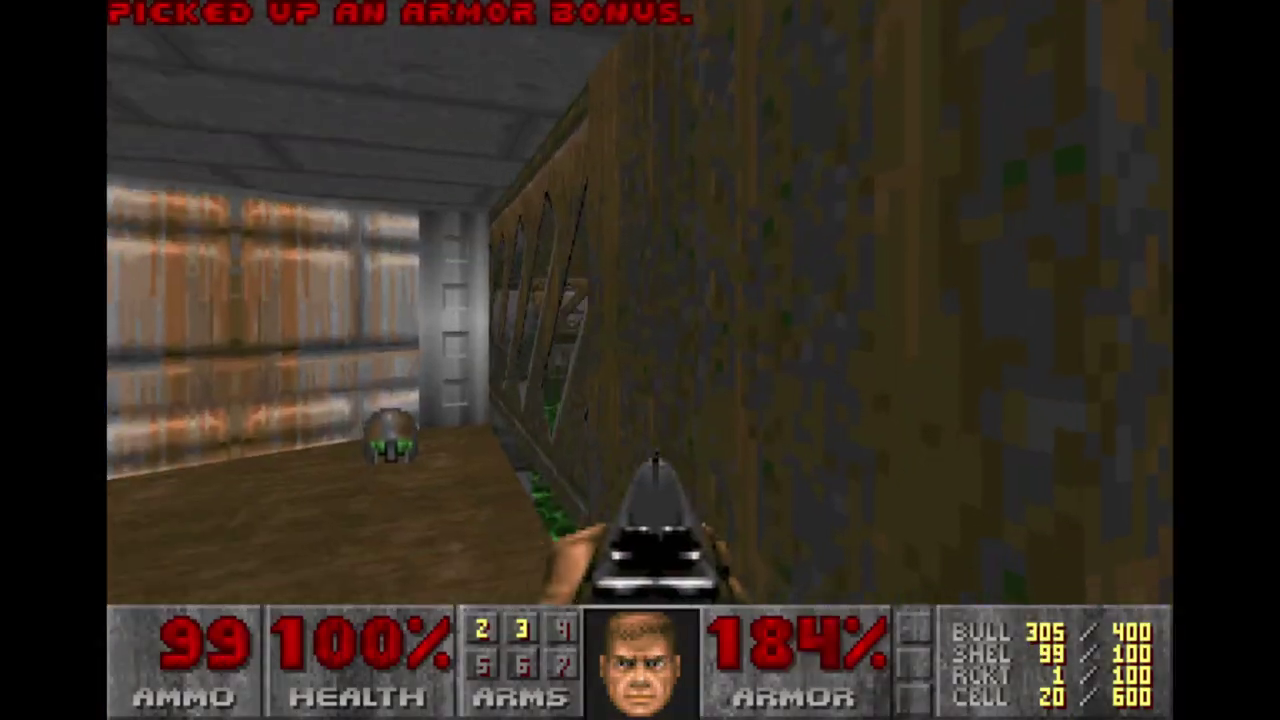 PICKED UP AN ARMOR BONUS.
99 100% 2 3 4 184% BULL 305 / 400
5 6 7 SHEL 99 / 100
RCKT 1 / 100
AMMO HEALTH ARMS ARMOR CELL 20 / 600